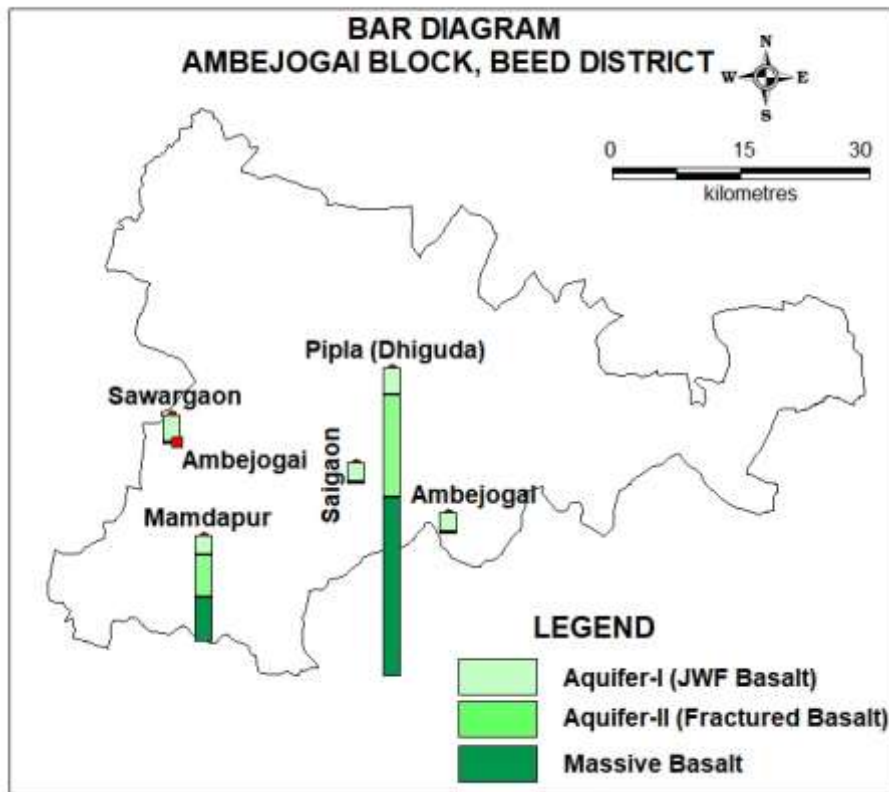 BAR DIAGRAM
AMBEJOGAI BLOCK, BEED DISTRICT
N
W E
S
0 15 30
kilometres
Pipla (Dhiguda)
Sawargaon
Ambejogai
Saigaon
Ambejogai
Mamdapur
LEGEND
Aquifer-I (JWF Basalt)
Aquifer-II (Fractured Basalt)
Massive Basalt